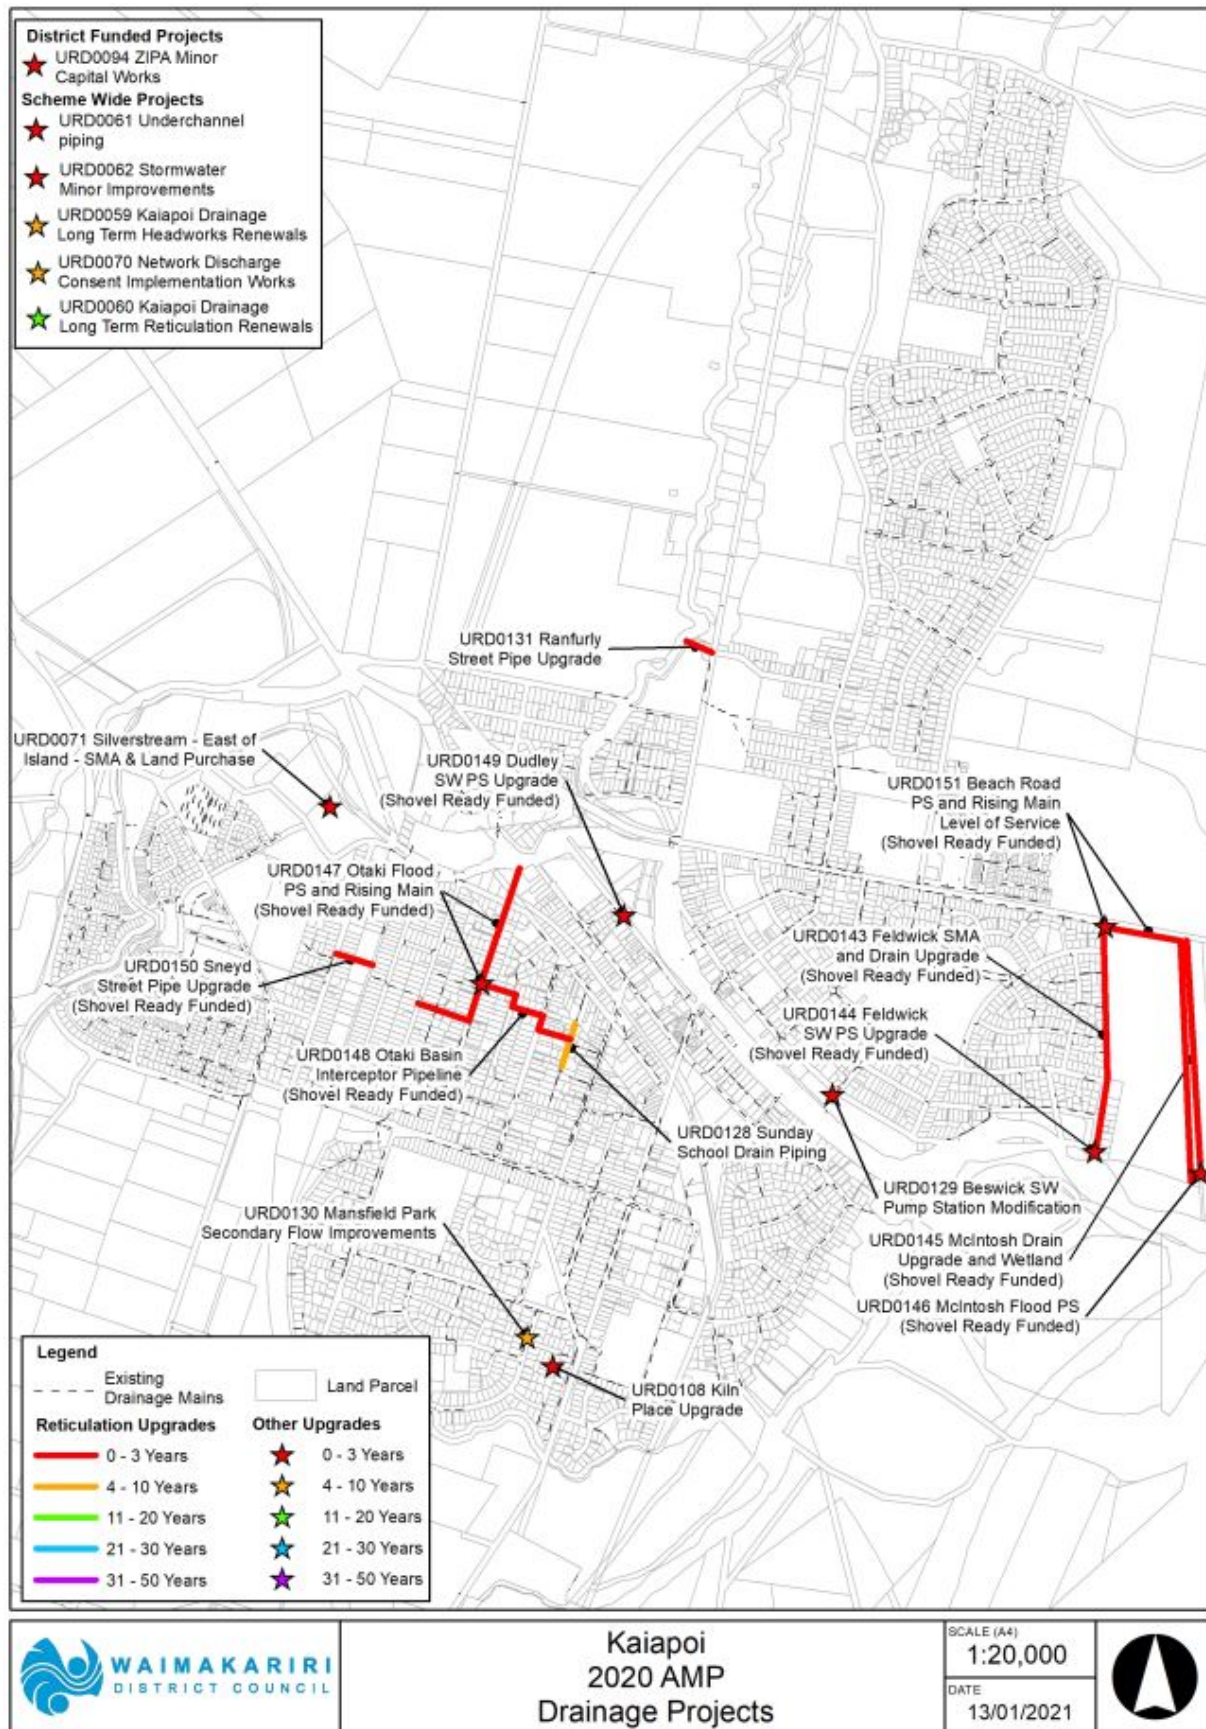 District Funded Projects
URD0094 ZIPA Minor
Capital Works
Scheme Wide Projects
URD0061 Underchannel
piping
URD0062 Stormwater
Minor Improvements
URD0059 Kaiapoi Drainage
Long Term Headworks Renewals
URD0070 Network Discharge
Consent Implementation Works
URD0060 Kaiapoi Drainage
Long Term Reticulation Renewals
URD0131 Ranfurly
Street Pipe Upgrade
URD0071 Silverstream - East of
Island - SMA & Land Purchase
URD0149 Dudley
SW PS Upgrade
(Shovel Ready Funded)
URD0151 Beach Road
PS and Rising Main
Level of Service
(Shovel Ready Funded)
URD0147 Otaki Flood
PS and Rising Main
(Shovel Ready Funded)
URD0143 Feldwick SMA
and Drain Upgrade
(Shovel Ready Funded)
URD0150 Sneyd
Street Pipe Upgrade
(Shovel Ready Funded)
URD0144 Feldwick
SW PS Upgrade
(Shovel Ready Funded)
URD0148 Otaki Basin
Interceptor Pipeline
(Shovel Ready Funded)
URD0128 Sunday
School Drain Piping
URD0129 Beswick SW
Pump Station Modification
URD0130 Mansfield Park
Secondary Flow Improvements
URD0145 McIntosh Drain
Upgrade and Wetland
(Shovel Ready Funded)
URD0146 McIntosh Flood PS
(Shovel Ready Funded)
URD0108 Kiln
Place Upgrade
Legend
Existing
Drainage Mains
Land Parcel
Reticulation Upgrades
0 - 3 Years
4 - 10 Years
11 - 20 Years
21 - 30 Years
31 - 50 Years
Other Upgrades
0 - 3 Years
4 - 10 Years
11 - 20 Years
21 - 30 Years
31 - 50 Years
WAIMAKARIRI
DISTRICT COUNCIL
Kaiapoi
2020 AMP
Drainage Projects
SCALE (A4)
1:20,000
DATE
13/01/2021